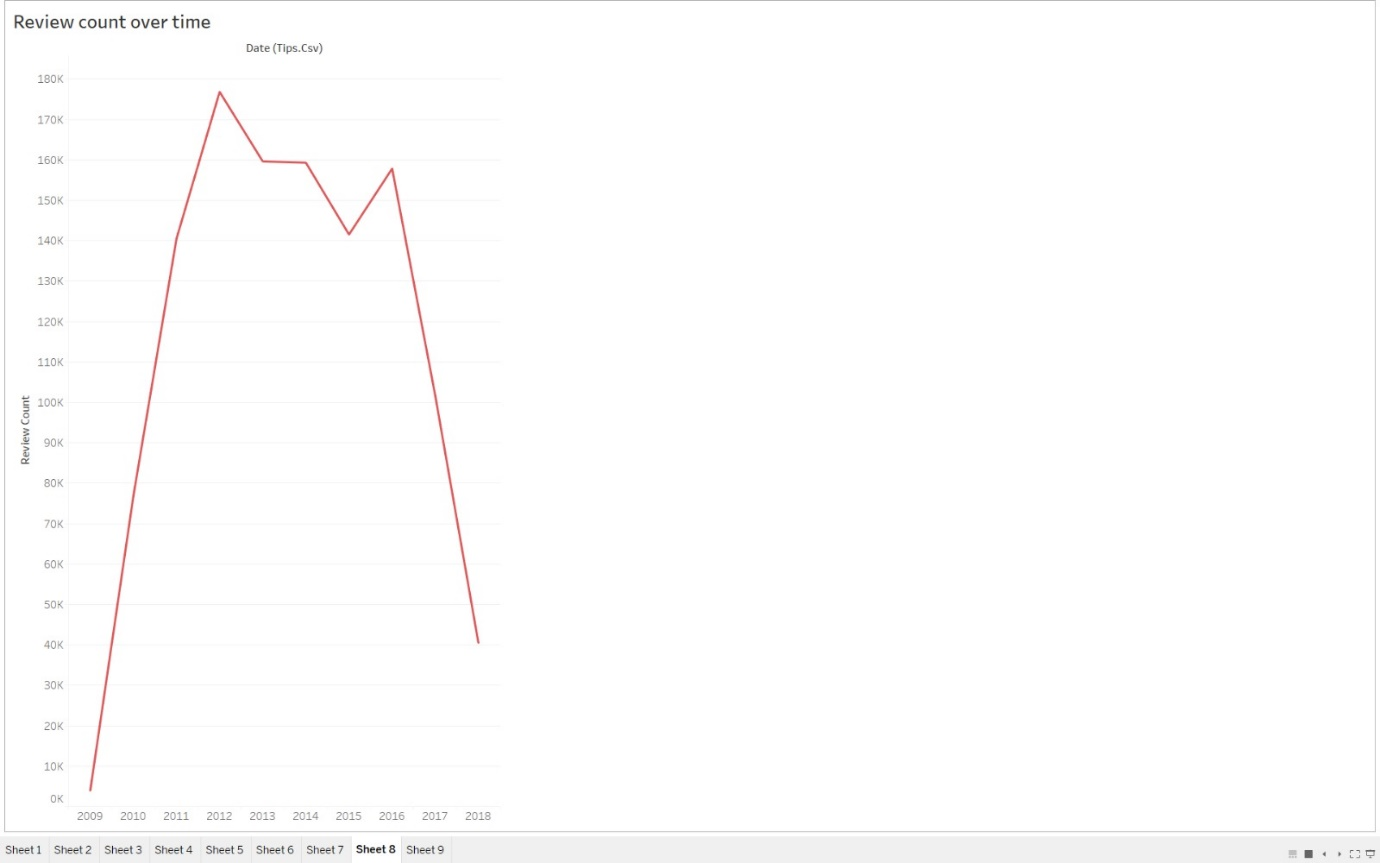 Review count over time
Date (Tips.Csv)
180K
170K
160K
150K
140K
130K
120K
110K
100K
90K
80K
70K
60K
50K
40K
30K
20K
10K
0K
Review Count
2009 2010 2011 2012 2013 2014 2015 2016 2017 2018
Sheet 1 Sheet 2 Sheet 3 Sheet 4 Sheet 5 Sheet 6 Sheet 7 Sheet 8 Sheet 9